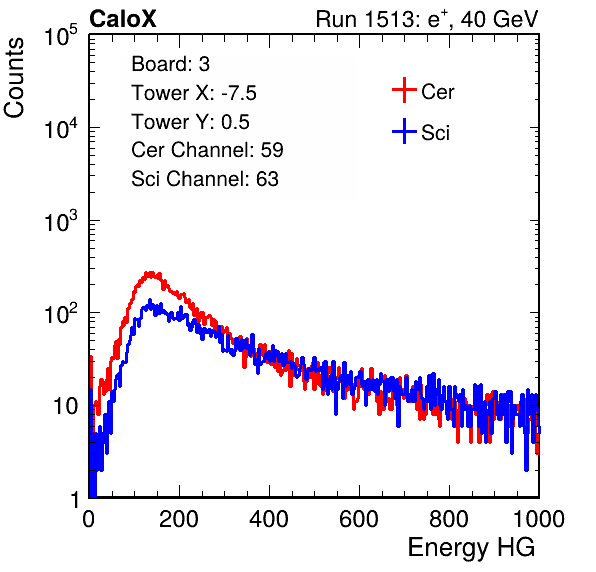 CaloX Run 1513: e⁺, 40 GeV
Counts
Board: 3
Tower X: -7.5
Tower Y: 0.5
Cer Channel: 59
Sci Channel: 63
Cer
Sci
10⁵
10⁴
10³
10²
10
1
0 200 400 600 800 1000
Energy HG